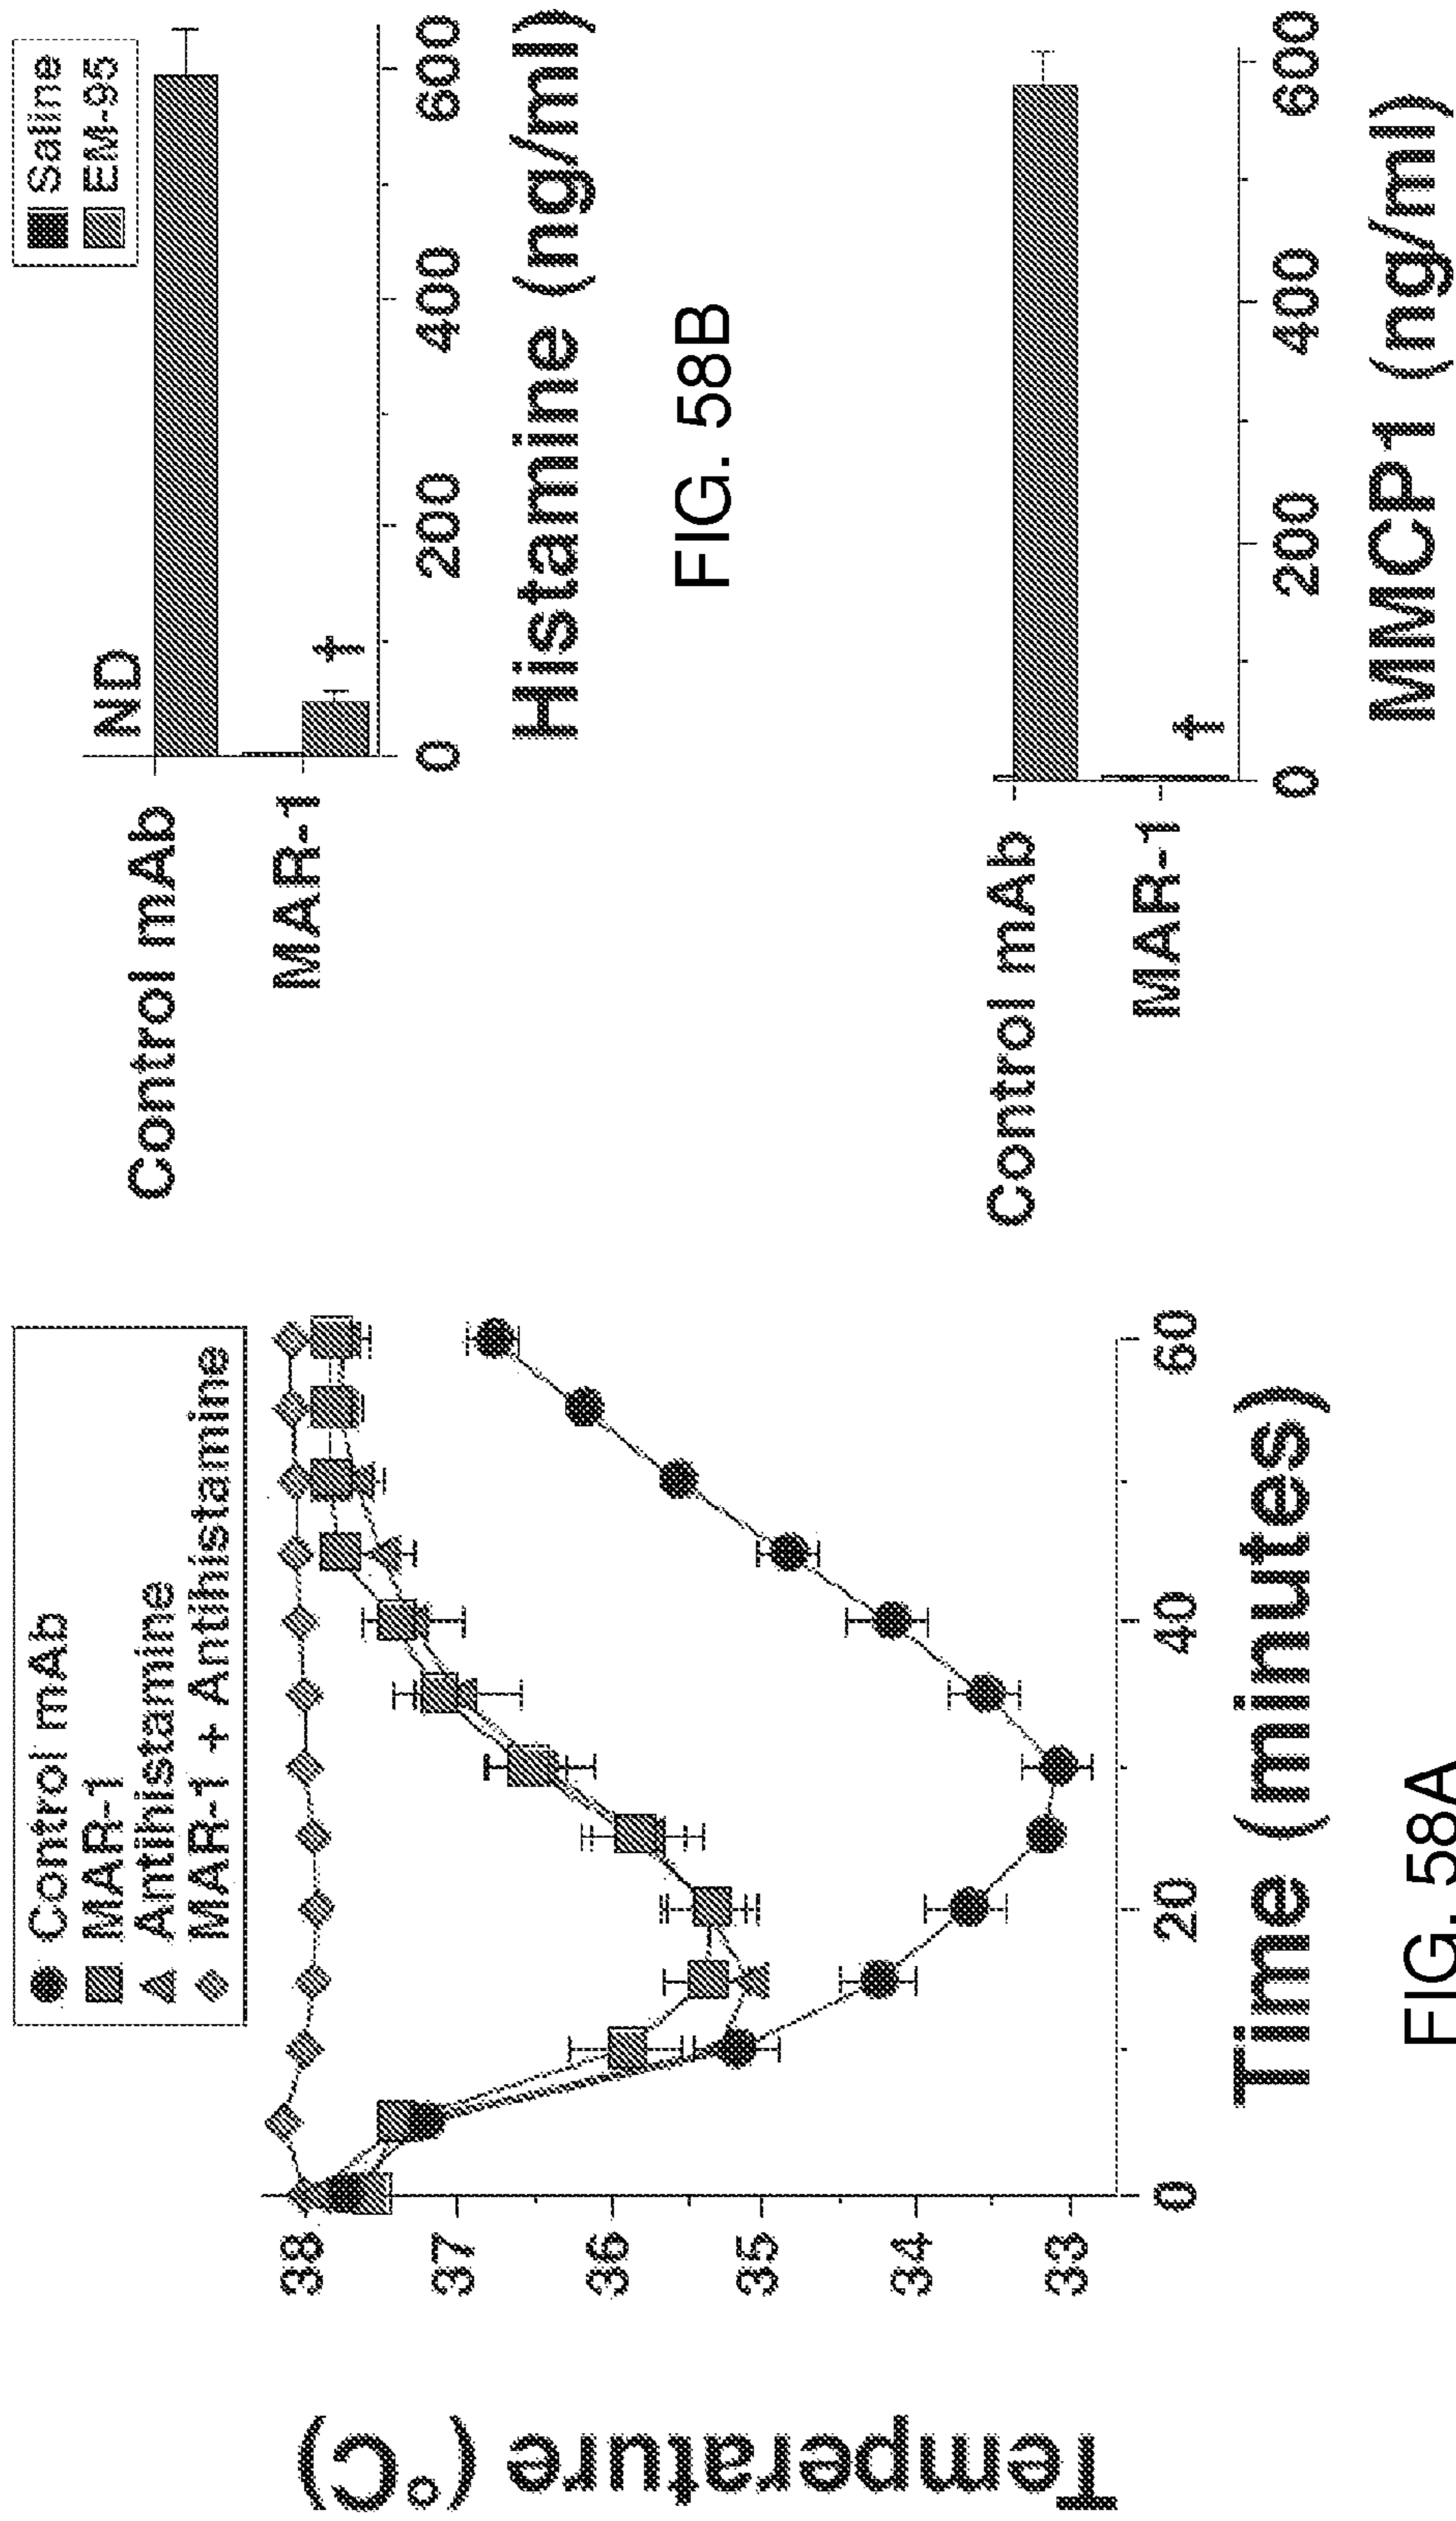 Control mAb
MAR-1
Antihistamine
MAR-1 + Antihistamine
Temperature (°C)
38
37
36
35
34
33
0
20
40
60
Time (minutes)
FIG. 58A
Saline
EM-95
ND
Control mAb
MAR-1
†
0
200
400
600
Histamine (ng/ml)
FIG. 58B
Control mAb
MAR-1
†
0
200
400
600
MMCP1 (ng/ml)